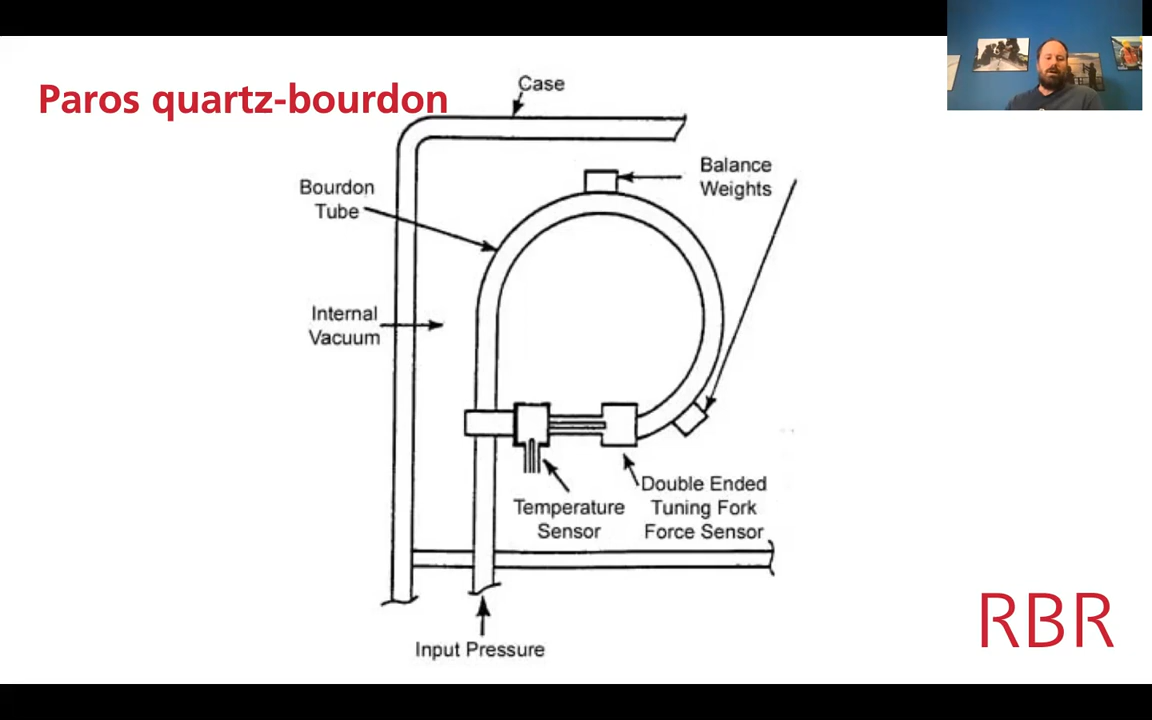 Paros quartz-bourdon
Case
Balance
Weights
Bourdon
Tube
Internal
Vacuum
Temperature
Sensor
Double Ended
Tuning Fork
Force Sensor
Input Pressure
RBR